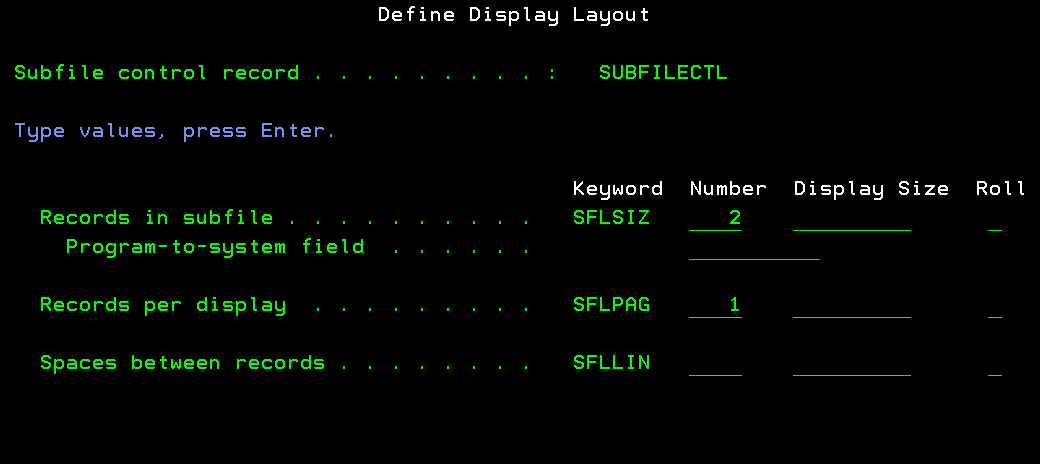 Define Display Layout
Subfile control record . . . . . . . . . :   SUBFILECTL
Type values, press Enter.
Keyword  Number  Display Size  Roll
Records in subfile . . . . . . . . . .   SFLSIZ   2
Program-to-system field  . . . . . .
Records per display  . . . . . . . . .   SFLPAG   1
Spaces between records . . . . . . . .   SFLLIN